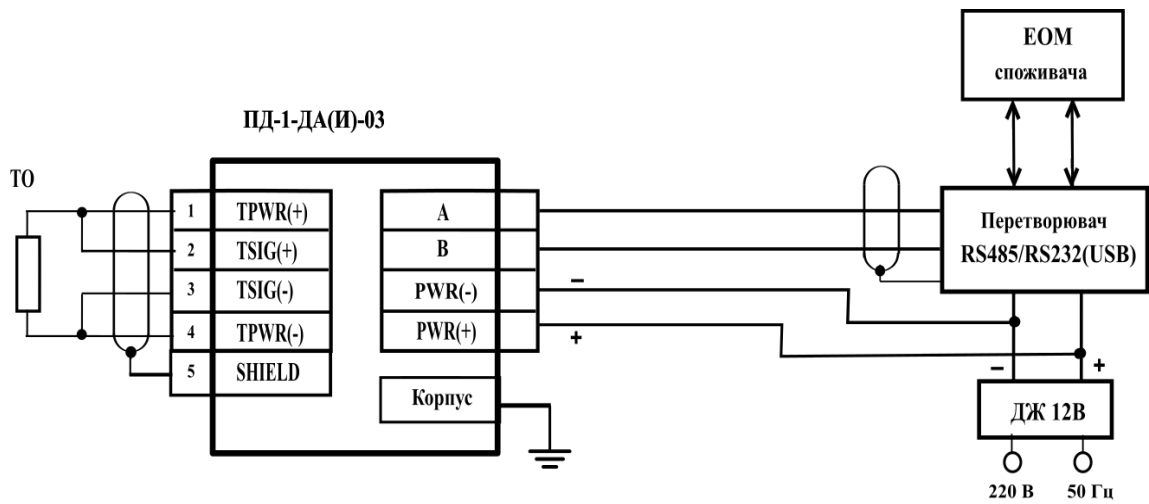 ЕОМ
споживача
ПД-1-ДА(И)-03
ТО
1 TPWR(+)
2 TSIG(+)
3 TSIG(-)
4 TPWR(-)
5 SHIELD
A
B
PWR(-)
PWR(+)
Корпус
−
+
Перетворювач
RS485/RS232(USB)
− +
ДЖ 12В
220 В 50 Гц